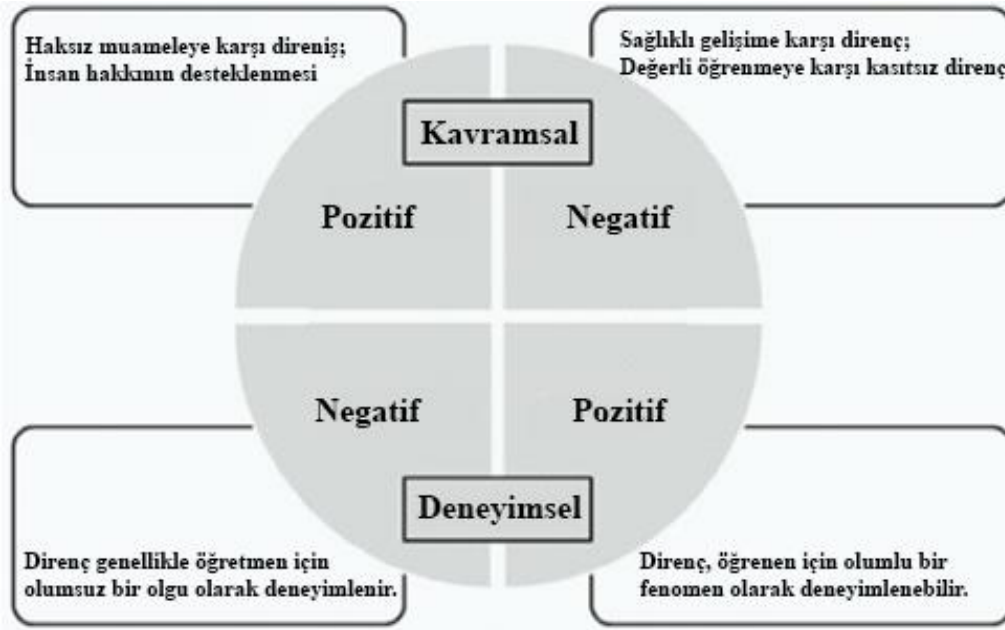 Haksız muameleye karşı direniş;
İnsan hakkının desteklenmesi
Sağlıklı gelişime karşı direnç;
Değerli öğrenmeye karşı kasıtsız direnç
Kavramsal
Pozitif
Negatif
Negatif
Pozitif
Deneyimsel
Direnç genellikle öğretmen için
olumsuz bir olgu olarak deneyimlenir.
Direnç, öğrenen için olumlu bir
fenomen olarak deneyimlenebilir.